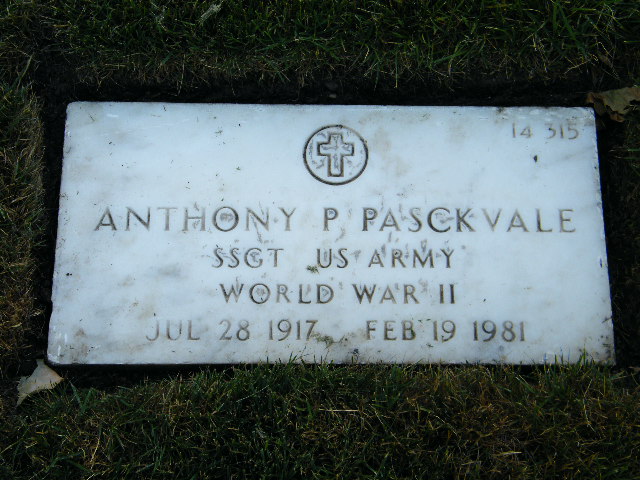 14 315
ANTHONY P PASCKVALE
SSGT US ARMY
WORLD WAR II
JUL 28 1917 FEB 19 1981